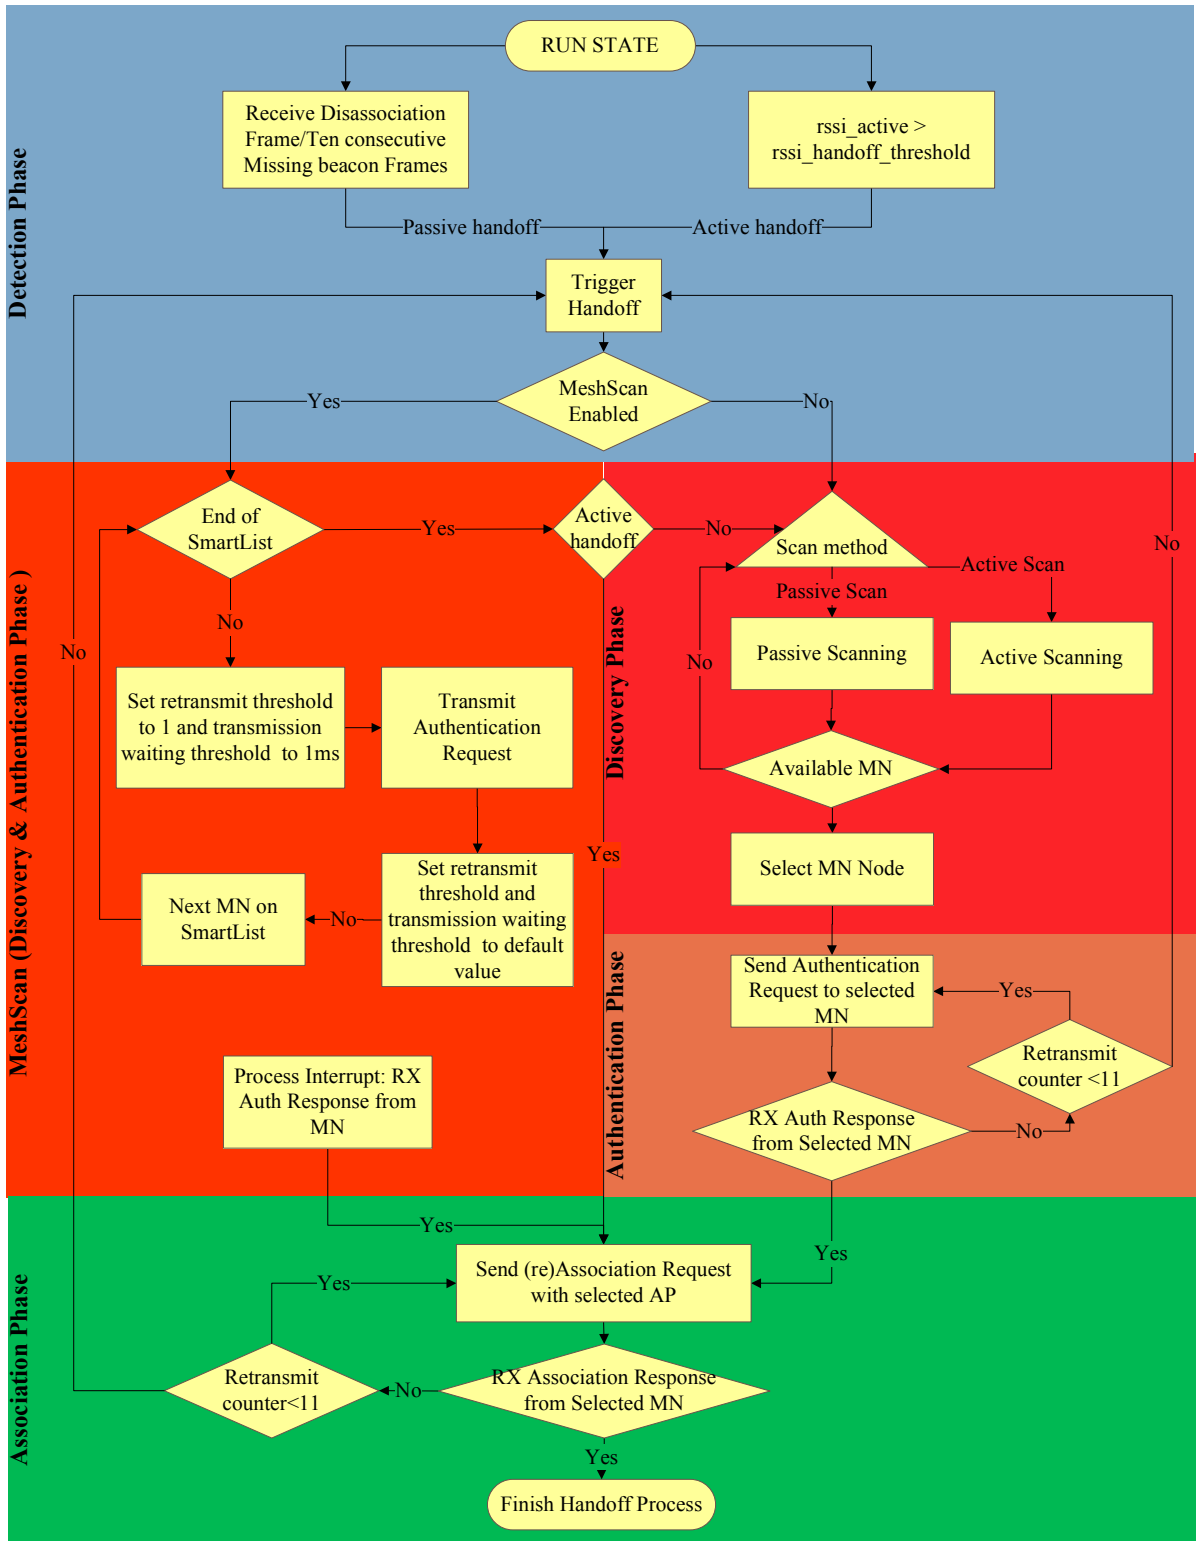 RUN STATE
Receive Disassociation
Frame/Ten consecutive
Missing beacon Frames
rssi_active >
rssi_handoff_threshold
Passive handoff
Active handoff
Detection Phase
Trigger
Handoff
MeshScan
Enabled
Yes
No
End of
SmartList
Yes
Active
handoff
No
Scan method
Active Scan
Passive Scan
No
No
No
No
Passive Scanning
Active Scanning
Set retransmit threshold
to 1 and transmission
waiting threshold  to 1ms
Transmit
Authentication
Request
Discovery Phase
MeshScan (Discovery & Authentication Phase )
Available MN
Yes
Select MN Node
Set retransmit
threshold and
transmission waiting
threshold  to default
value
No
Next MN on
SmartList
Authentication Phase
Send Authentication
Request to selected
MN
Yes
Retransmit
counter <11
Process Interrupt: RX
Auth Response from
MN
RX Auth Response
from Selected MN
No
Yes
Yes
Association Phase
Send (re)Association Request
with selected AP
Yes
Retransmit
counter<11
No
RX Association Response
from Selected MN
Yes
Finish Handoff Process